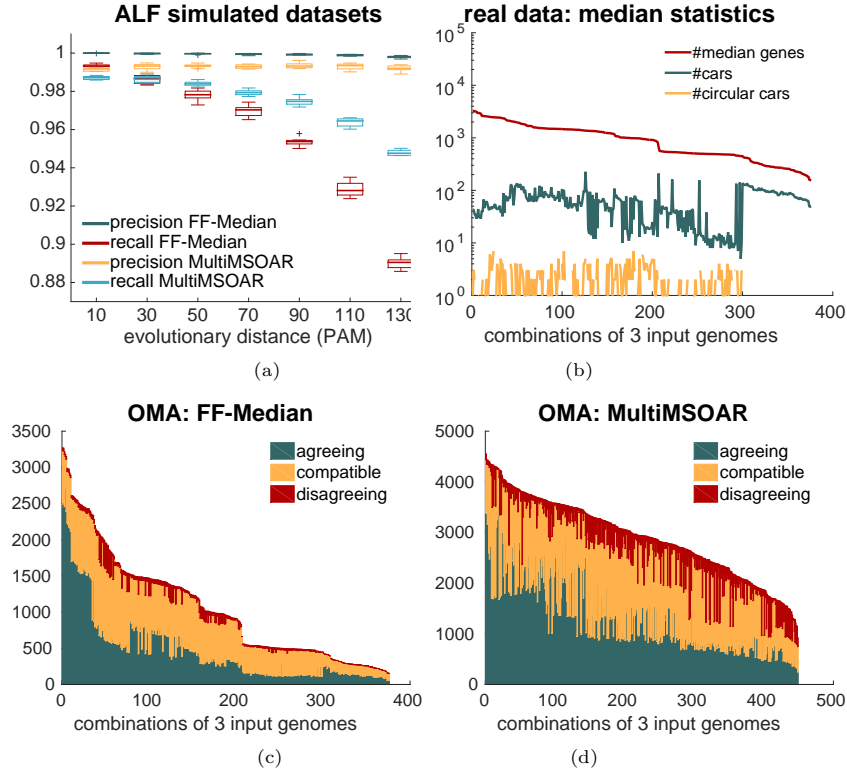 ALF simulated datasets
1
0.98
0.96
0.94
0.92
0.9
0.88
precision FF-Median
recall FF-Median
precision MultiMSOAR
recall MultiMSOAR
10 30 50 70 90 110 130
evolutionary distance (PAM)
(a)
real data: median statistics
10^5
10^4
10^3
10^2
10^1
10^0
#median genes
#cars
#circular cars
0 100 200 300 400
combinations of 3 input genomes
(b)
OMA: FF-Median
3500
3000
2500
2000
1500
1000
500
0
agreeing
compatible
disagreeing
0 100 200 300 400
combinations of 3 input genomes
(c)
OMA: MultiMSOAR
5000
4000
3000
2000
1000
0
agreeing
compatible
disagreeing
0 100 200 300 400 500
combinations of 3 input genomes
(d)